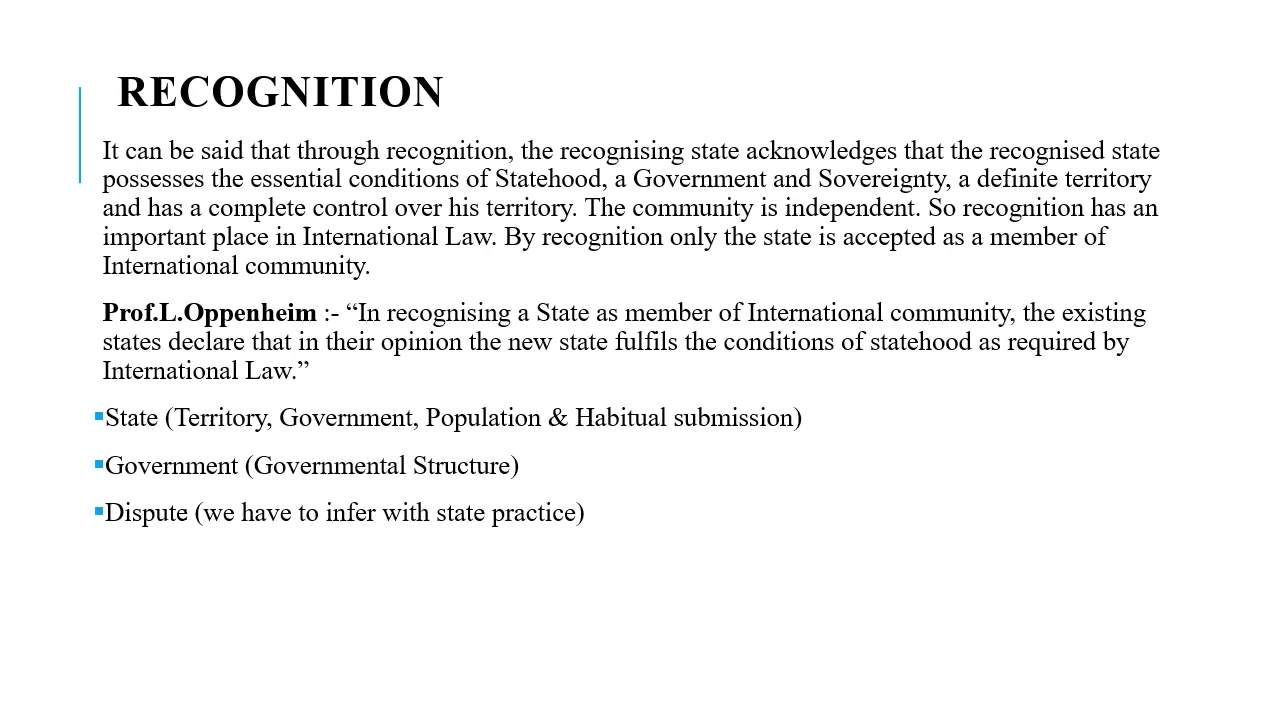 RECOGNITION
It can be said that through recognition, the recognising state acknowledges that the recognised state
possesses the essential conditions of Statehood, a Government and Sovereignty, a definite territory
and has a complete control over his territory. The community is independent. So recognition has an
important place in International Law. By recognition only the state is accepted as a member of
International community.
Prof.L.Oppenheim :- “In recognising a State as member of International community, the existing
states declare that in their opinion the new state fulfils the conditions of statehood as required by
International Law.”
▪State (Territory, Government, Population & Habitual submission)
▪Government (Governmental Structure)
▪Dispute (we have to infer with state practice)